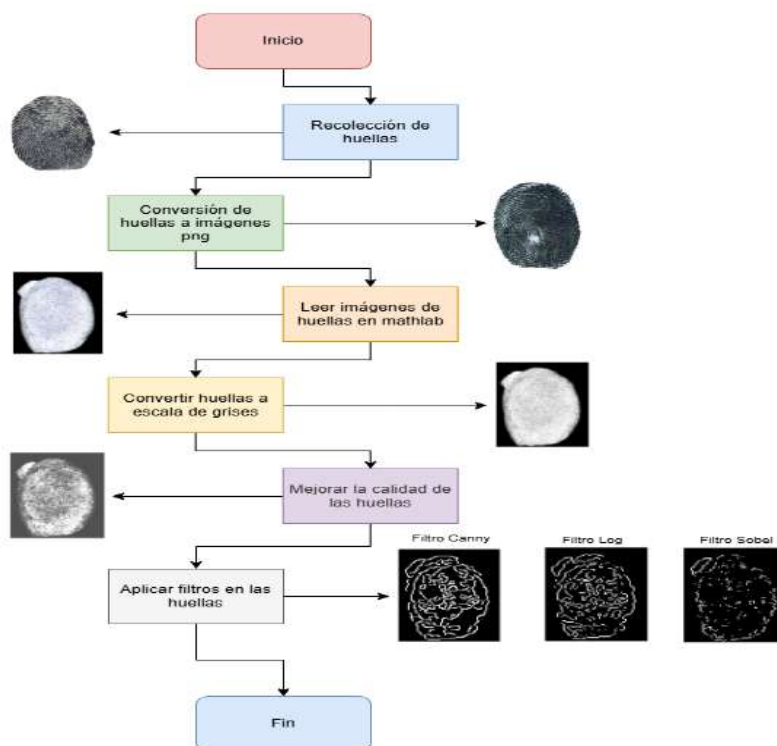 Inicio
Recolección de
huellas
Conversión de
huellas a imágenes
png
Leer imágenes de
huellas en mathlab
Convertir huellas a
escala de grises
Mejorar la calidad de
las huellas
Filtro Canny
Filtro Log
Filtro Sobel
Aplicar filtros en las
huellas
Fin